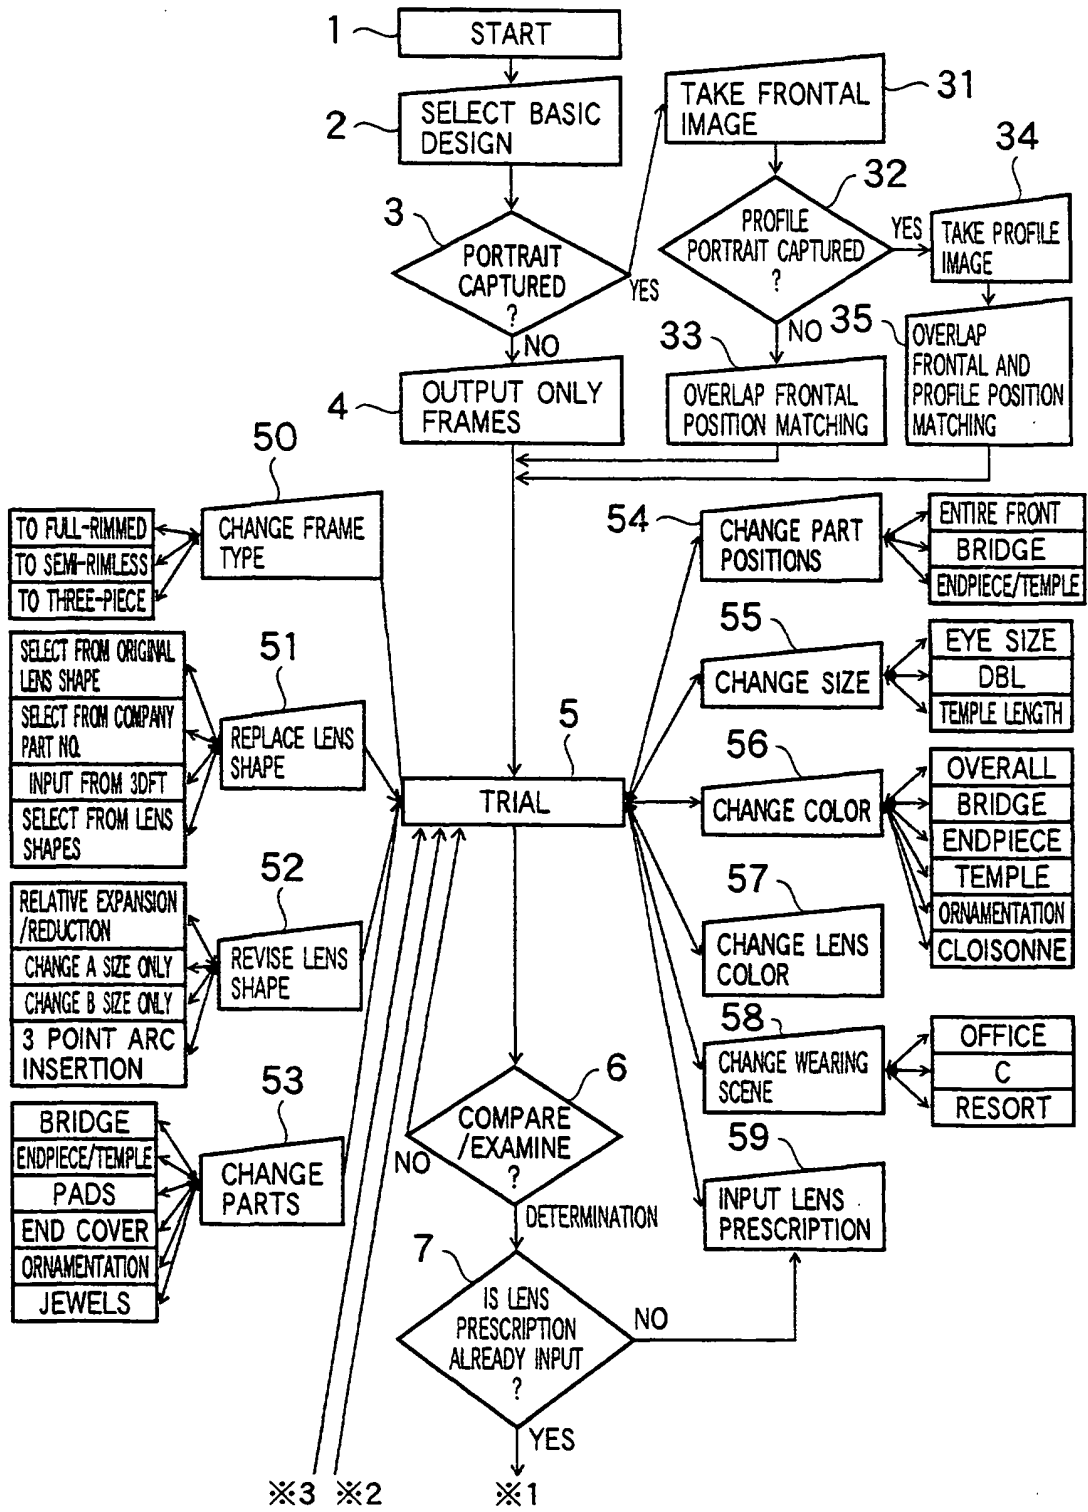 1
START
2
SELECT BASIC
DESIGN
31
TAKE FRONTAL
IMAGE
3
PORTRAIT
CAPTURED
?
YES
NO
32
PROFILE
PORTRAIT CAPTURED
?
YES
NO
34
TAKE PROFILE
IMAGE
4
OUTPUT ONLY
FRAMES
33
OVERLAP FRONTAL
POSITION MATCHING
35
OVERLAP
FRONTAL AND
PROFILE POSITION
MATCHING
50
CHANGE FRAME
TYPE
TO FULL-RIMMED
TO SEMI-RIMLESS
TO THREE-PIECE
51
REPLACE LENS
SHAPE
SELECT FROM ORIGINAL
LENS SHAPE
SELECT FROM COMPANY
PART NO.
INPUT FROM 3DFT
SELECT FROM LENS
SHAPES
52
REVISE LENS
SHAPE
RELATIVE EXPANSION
/REDUCTION
CHANGE A SIZE ONLY
CHANGE B SIZE ONLY
3 POINT ARC
INSERTION
53
CHANGE
PARTS
BRIDGE
ENDPIECE/TEMPLE
PADS
END COVER
ORNAMENTATION
JEWELS
5
TRIAL
54
CHANGE PART
POSITIONS
ENTIRE FRONT
BRIDGE
ENDPIECE/TEMPLE
55
CHANGE SIZE
EYE SIZE
DBL
TEMPLE LENGTH
56
CHANGE COLOR
OVERALL
BRIDGE
ENDPIECE
TEMPLE
ORNAMENTATION
CLOISONNE
57
CHANGE LENS
COLOR
58
CHANGE WEARING
SCENE
OFFICE
C
RESORT
59
INPUT LENS
PRESCRIPTION
6
COMPARE
/EXAMINE
?
NO
DETERMINATION
7
IS LENS
PRESCRIPTION
ALREADY INPUT
?
NO
YES
※3 ※2 ※1